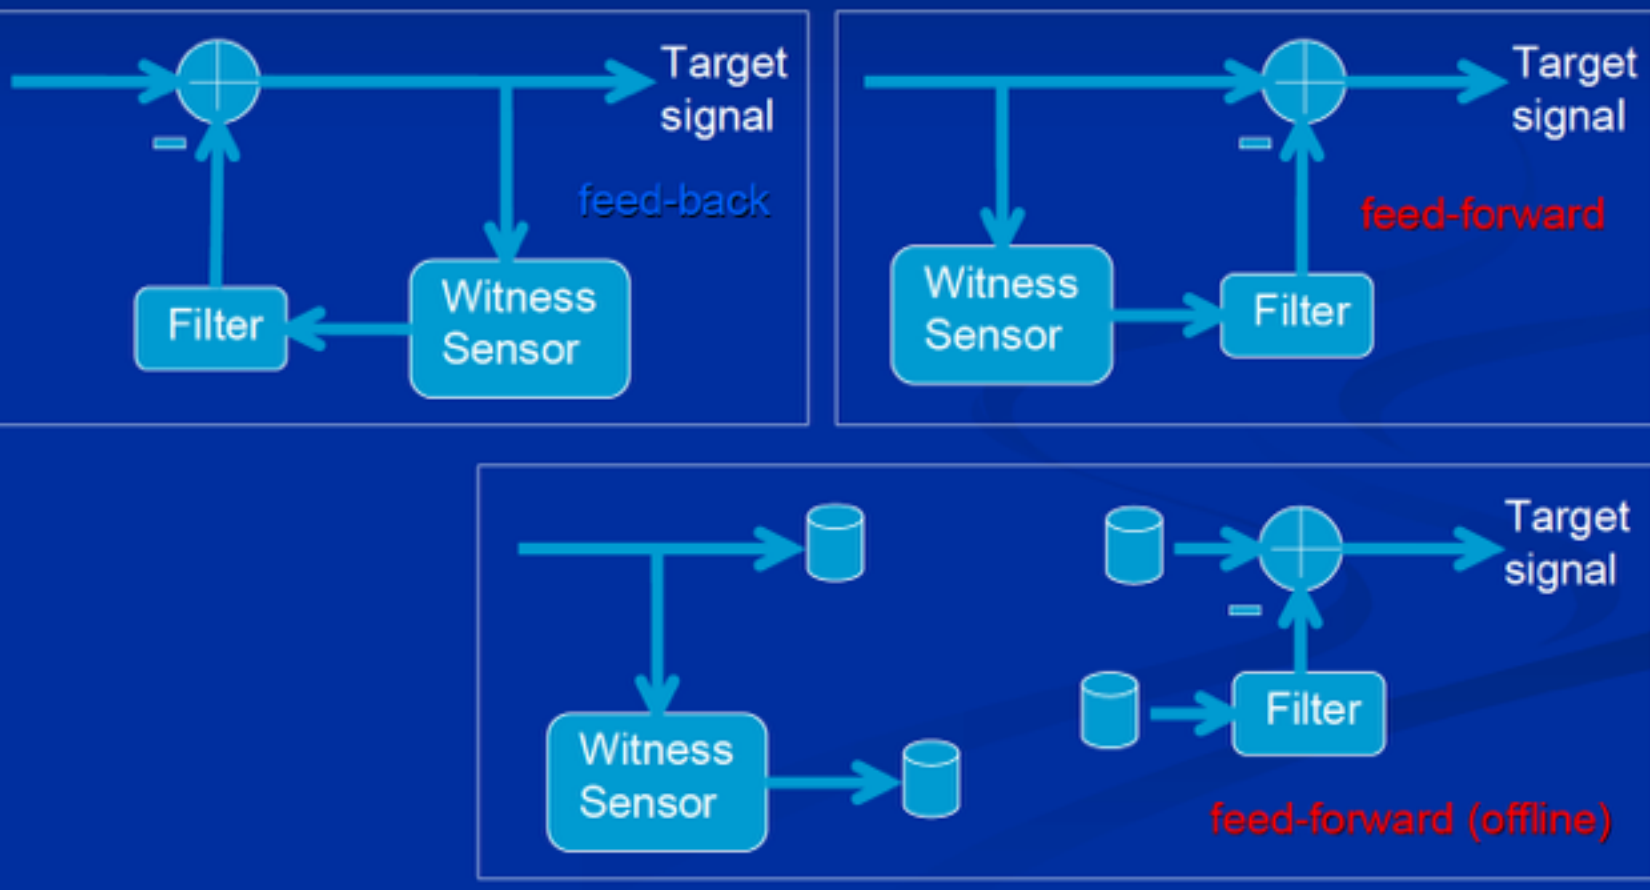 Target
signal
feed-back
Filter
Witness
Sensor
Target
signal
feed-forward
Witness
Sensor
Filter
Target
signal
Filter
Witness
Sensor
feed-forward (offline)